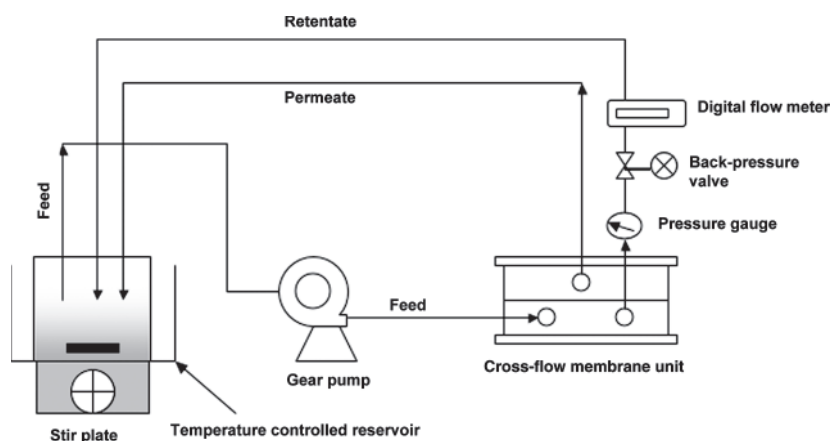 Retentate
Permeate
Digital flow meter
Back-pressure
valve
Feed
Pressure gauge
Feed
Gear pump
Cross-flow membrane unit
Temperature controlled reservoir
Stir plate